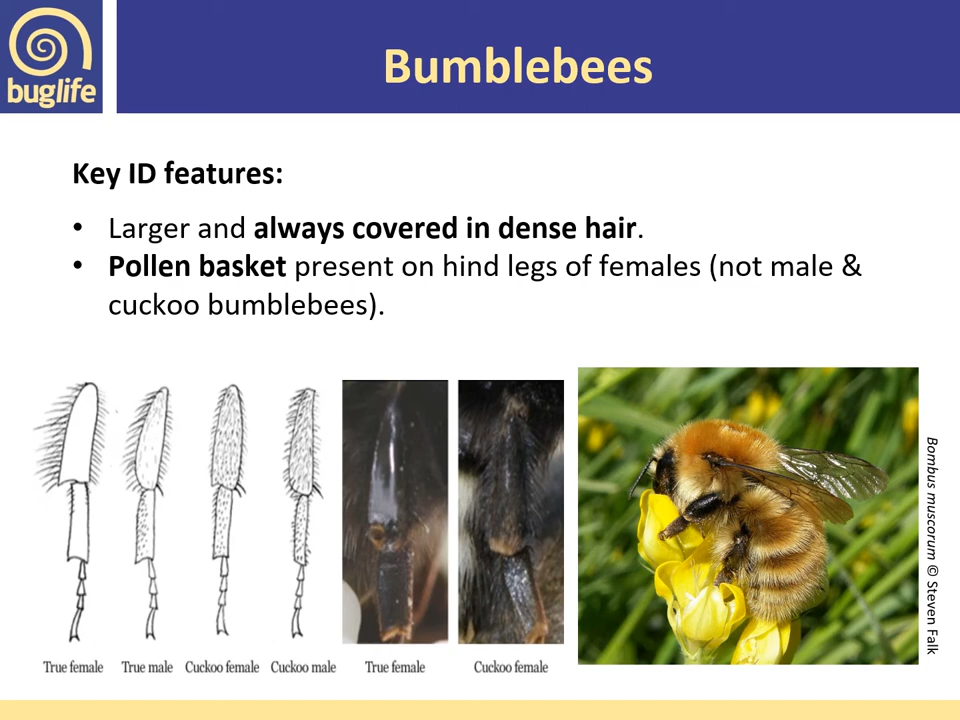 buglife
Bumblebees
Key ID features:
• Larger and always covered in dense hair.
• Pollen basket present on hind legs of females (not male &
cuckoo bumblebees).
True female
True male
Cuckoo female
Cuckoo male
True female
Cuckoo female
Bombus muscorum © Steven Falk